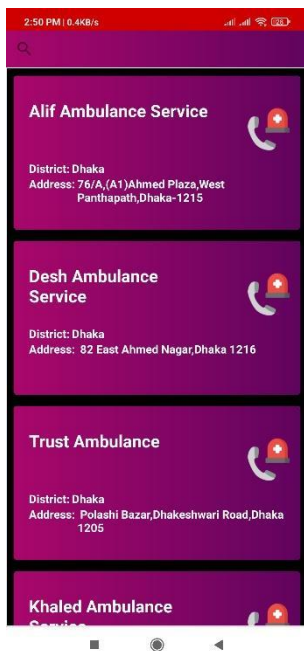 2:50 PM | 0.4KB/s
Alif Ambulance Service
District: Dhaka
Address: 76/A,(A1)Ahmed Plaza,West
Panthapath,Dhaka-1215
Desh Ambulance
Service
District: Dhaka
Address: 82 East Ahmed Nagar,Dhaka 1216
Trust Ambulance
District: Dhaka
Address: Polashi Bazar,Dhakeshwari Road,Dhaka
1205
Khaled Ambulance
Service